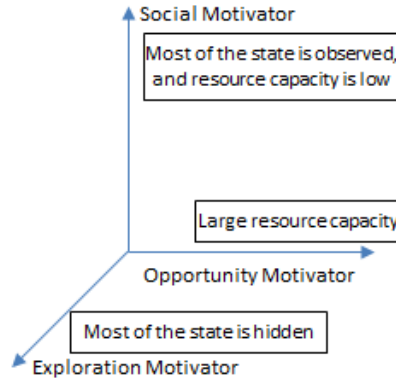 Social Motivator
Most of the state is observed,
and resource capacity is low
Large resource capacity
Opportunity Motivator
Most of the state is hidden
Exploration Motivator